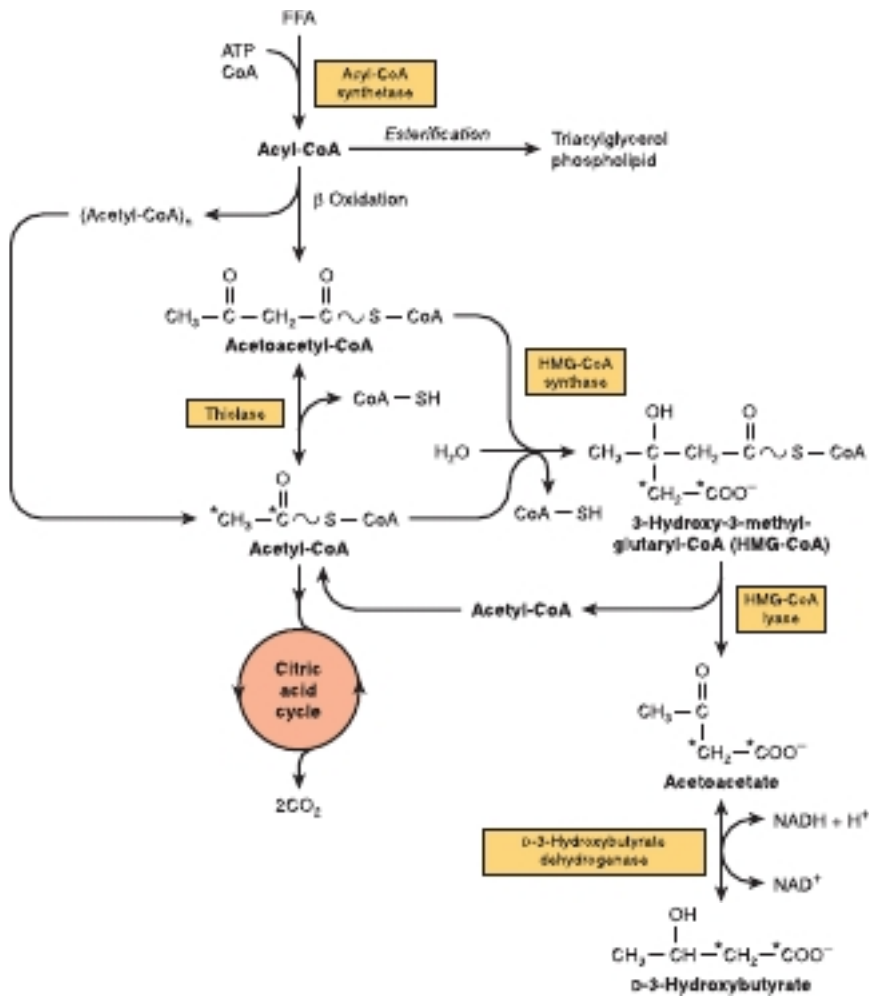 FFA
ATP
CoA
Acyl-CoA
synthetase
Acyl-CoA
Esterification
Triacylglycerol
phospholipid
β Oxidation
(Acetyl-CoA)ₙ
O O
CH₃ — C — CH₂ — C ~ S — CoA
Acetoacetyl-CoA
HMG-CoA
synthase
Thiolase
CoA — SH
OH O
H₂O
CH₃ — C — CH₂ — C ~ S — CoA
*CH₂ — *COO⁻
O
*CH₃ — *C ~ S — CoA
CoA — SH
Acetyl-CoA
3-Hydroxy-3-methyl-
glutaryl-CoA (HMG-CoA)
Acetyl-CoA
HMG-CoA
lyase
Citric
acid
cycle
O
CH₃ — C
*CH₂ — *COO⁻
Acetoacetate
2CO₂
NADH + H⁺
D-3-Hydroxybutyrate
dehydrogenase
NAD⁺
OH
CH₃ — CH — *CH₂ — *COO⁻
D-3-Hydroxybutyrate